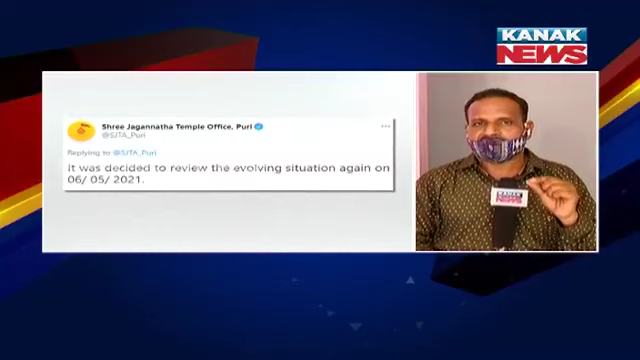 KANAK
NEWS
Shree Jagannatha Temple Office, Puri
@SJTA_Puri
Replying to @SJTA_Puri
It was decided to review the evolving situation again on
06/ 05/ 2021.
KANAK
NEWS